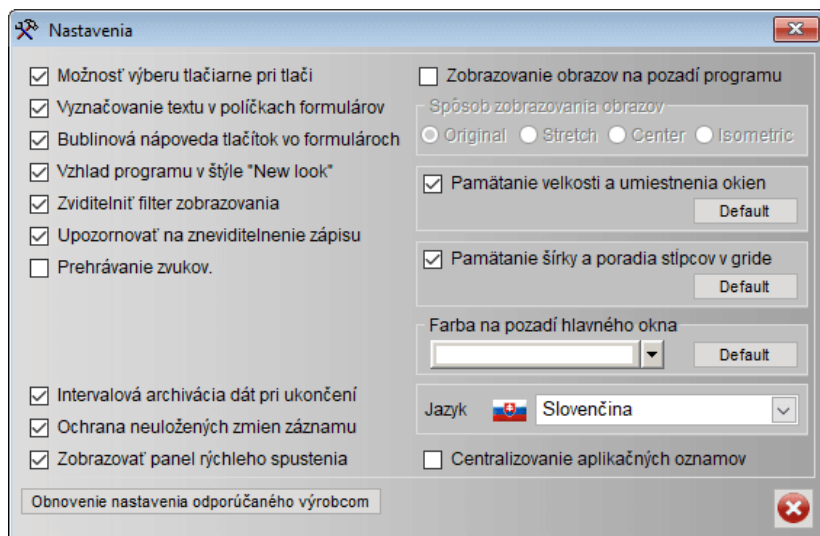 Nastavenia
Možnosť výberu tlačiarne pri tlači
Vyznačovanie textu v políčkach formulárov
Bublinová nápoveda tlačítok vo formulároch
Vzhlad programu v štýle "New look"
Zviditelniť filter zobrazovania
Upozornovať na zneviditelnenie zápisu
Prehrávanie zvukov.
Intervalová archivácia dát pri ukončení
Ochrana neuložených zmien záznamu
Zobrazovať panel rýchleho spustenia
Obnovenie nastavenia odporúčaného výrobcom
Zobrazovanie obrazov na pozadí programu
Spôsob zobrazovania obrazov
Original Stretch Center Isometric
Pamätanie velkosti a umiestnenia okien
Default
Pamätanie šírky a poradia stĺpcov v gride
Default
Farba na pozadí hlavného okna
Default
Jazyk Slovenčina
Centralizovanie aplikačných oznamov